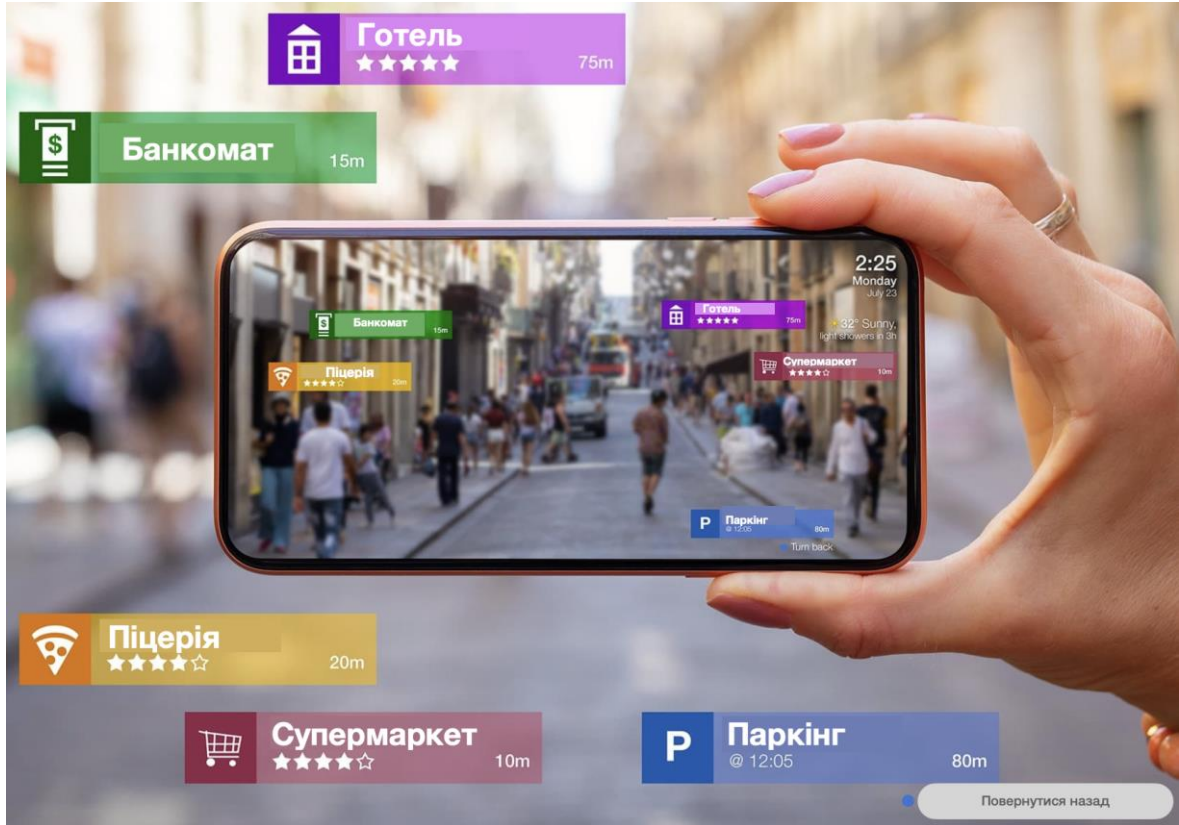 Готель
75m
$
Банкомат
15m
2:25
Monday
July 23
32° Sunny,
light showers in 3h
$
Банкомат
15m
Готель
75m
Піцерія
20m
Супермаркет
10m
P
Паркінг
@ 12:05
80m
Turn back
Піцерія
20m
Супермаркет
10m
P
Паркінг
@ 12:05
80m
Повернутися назад